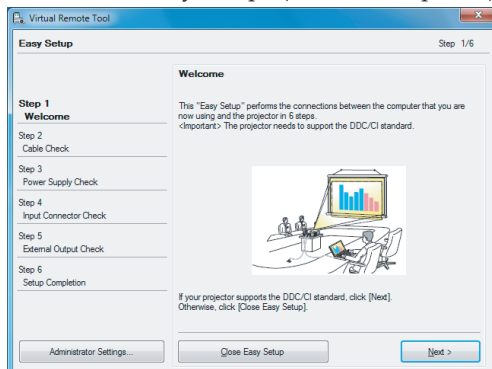 Virtual Remote Tool
Easy Setup
Step 1/6
Step 1
Welcome
Step 2
Cable Check
Step 3
Power Supply Check
Step 4
Input Connector Check
Step 5
External Output Check
Step 6
Setup Completion
Welcome
This "Easy Setup" performs the connections between the computer that you are
now using and the projector in 6 steps.
<Important> The projector needs to support the DDC/CI standard.
If your projector supports the DDC/CI standard, click [Next].
Otherwise, click [Close Easy Setup].
Administrator Settings...
Close Easy Setup
Next >